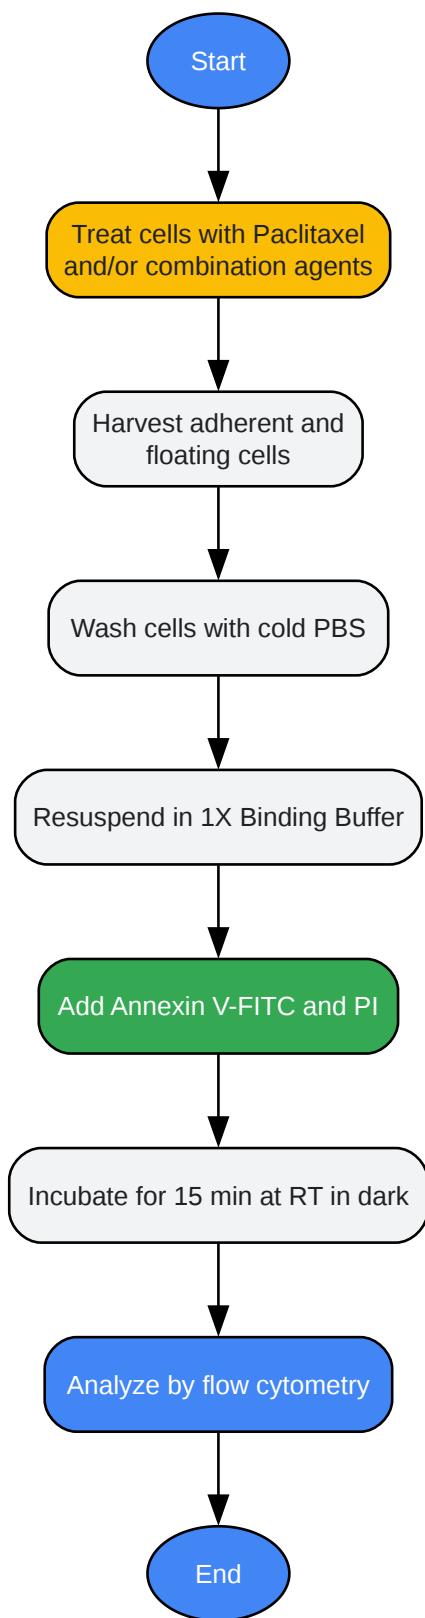 Start
Treat cells with Paclitaxel
and/or combination agents
Harvest adherent and
floating cells
Wash cells with cold PBS
Resuspend in 1X Binding Buffer
Add Annexin V-FITC and PI
Incubate for 15 min at RT in dark
Analyze by flow cytometry
End